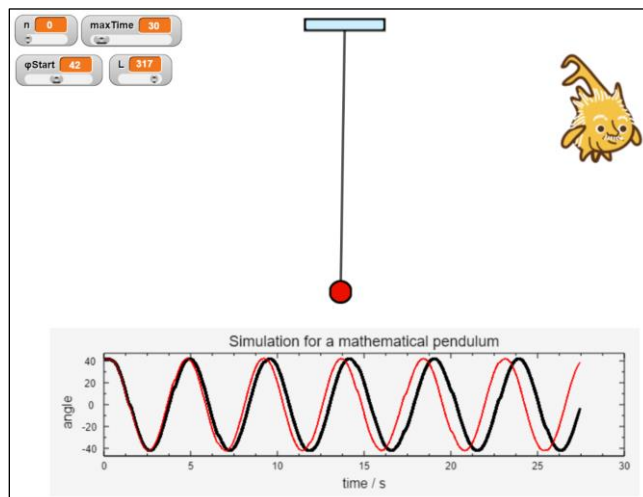 n 0
maxTime 30
φStart 42
L 317
Simulation for a mathematical pendulum
angle
40
20
0
-20
-40
0 5 10 15 20 25 30
time / s